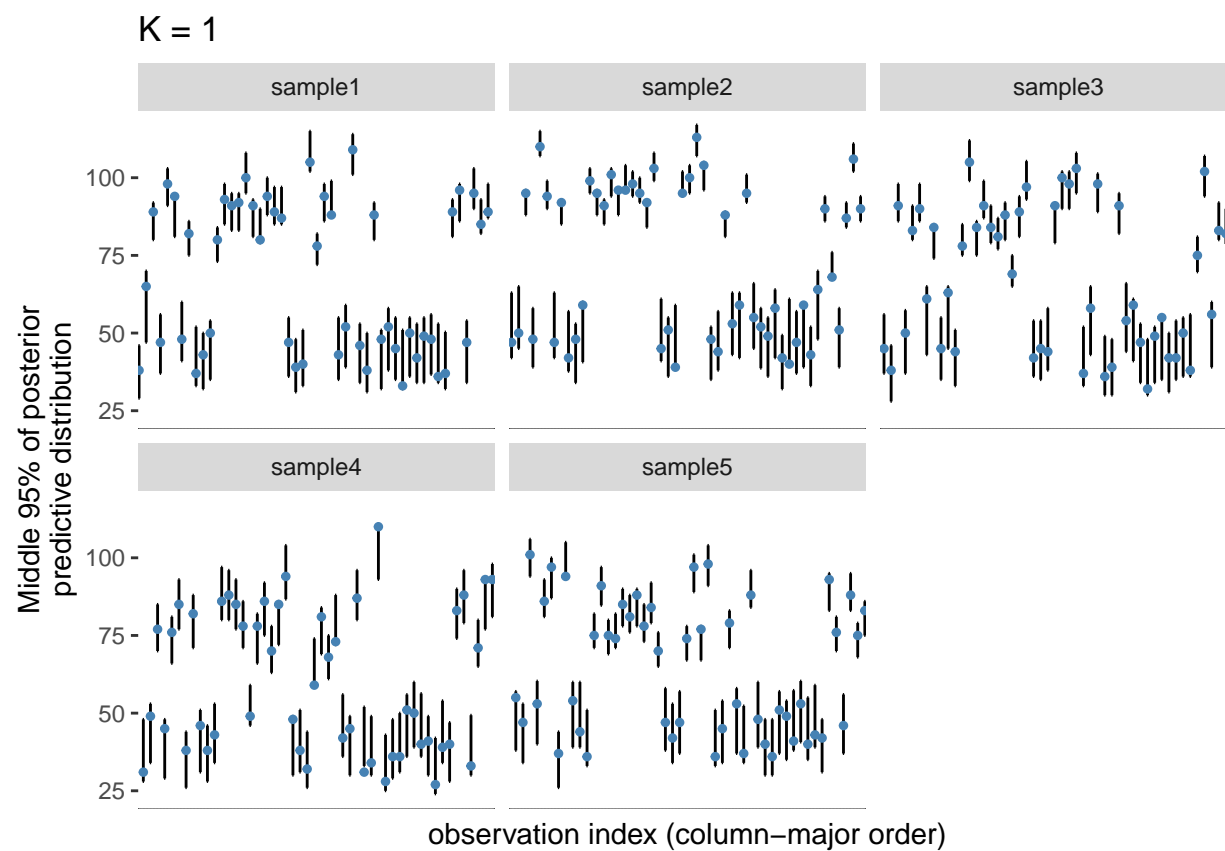 K = 1
sample1
sample2
sample3
100
75
50
25
sample4
sample5
100
75
50
25
Middle 95% of posterior
predictive distribution
observation index (column−major order)